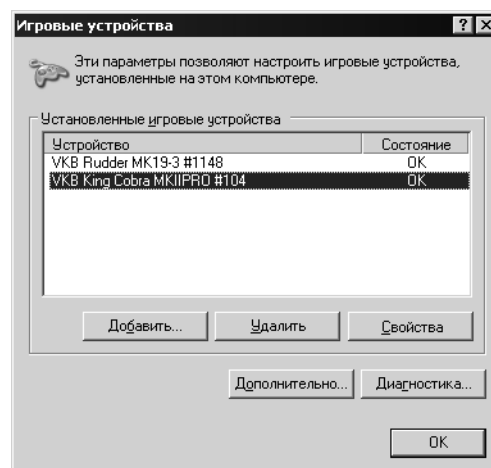 Игровые устройства
Эти параметры позволяют настроить игровые устройства,
установленные на этом компьютере.
Установленные игровые устройства
Устройство Состояние
VKB Rudder MK19-3 #1148 OK
VKB King Cobra MKIIPRO #104 OK
Добавить... Удалить Свойства
Дополнительно... Диагностика...
OK